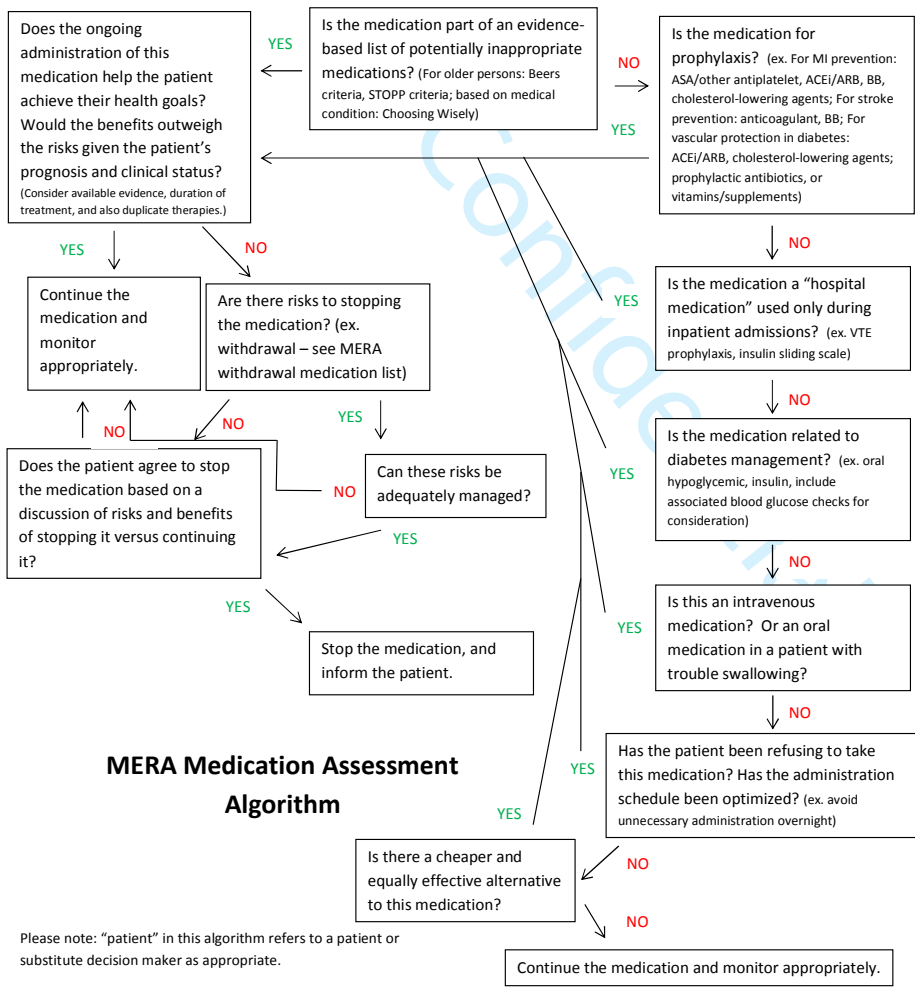 Does the ongoing
administration of this
medication help the patient
achieve their health goals?
Would the benefits outweigh
the risks given the patient's
prognosis and clinical status?
(Consider available evidence, duration of
treatment, and also duplicate therapies.)
YES
Is the medication part of an evidence-
based list of potentially inappropriate
medications? (For older persons: Beers
criteria, STOPP criteria; based on medical
condition: Choosing Wisely)
NO
YES
Is the medication for
prophylaxis? (ex. For MI prevention:
ASA/other antiplatelet, ACEi/ARB, BB,
cholesterol-lowering agents; For stroke
prevention: anticoagulant, BB; For
vascular protection in diabetes:
ACEi/ARB, cholesterol-lowering agents;
prophylactic antibiotics, or
vitamins/supplements)
YES
NO
NO
Continue the
medication and
monitor
appropriately.
Are there risks to stopping
the medication? (ex.
withdrawal – see MERA
withdrawal medication list)
YES
Is the medication a "hospital
medication" used only during
inpatient admissions? (ex. VTE
prophylaxis, insulin sliding scale)
NO
NO
YES
NO
Does the patient agree to stop
the medication based on a
discussion of risks and benefits
of stopping it versus continuing
it?
NO
Can these risks be
adequately managed?
YES
YES
Is the medication related to
diabetes management? (ex. oral
hypoglycemic, insulin, include
associated blood glucose checks for
consideration)
NO
YES
Stop the medication, and
inform the patient.
YES
Is this an intravenous
medication? Or an oral
medication in a patient with
trouble swallowing?
NO
MERA Medication Assessment
Algorithm
YES
Has the patient been refusing to take
this medication? Has the administration
schedule been optimized? (ex. avoid
unnecessary administration overnight)
YES
NO
Is there a cheaper and
equally effective alternative
to this medication?
NO
Please note: "patient" in this algorithm refers to a patient or
substitute decision maker as appropriate.
Continue the medication and monitor appropriately.